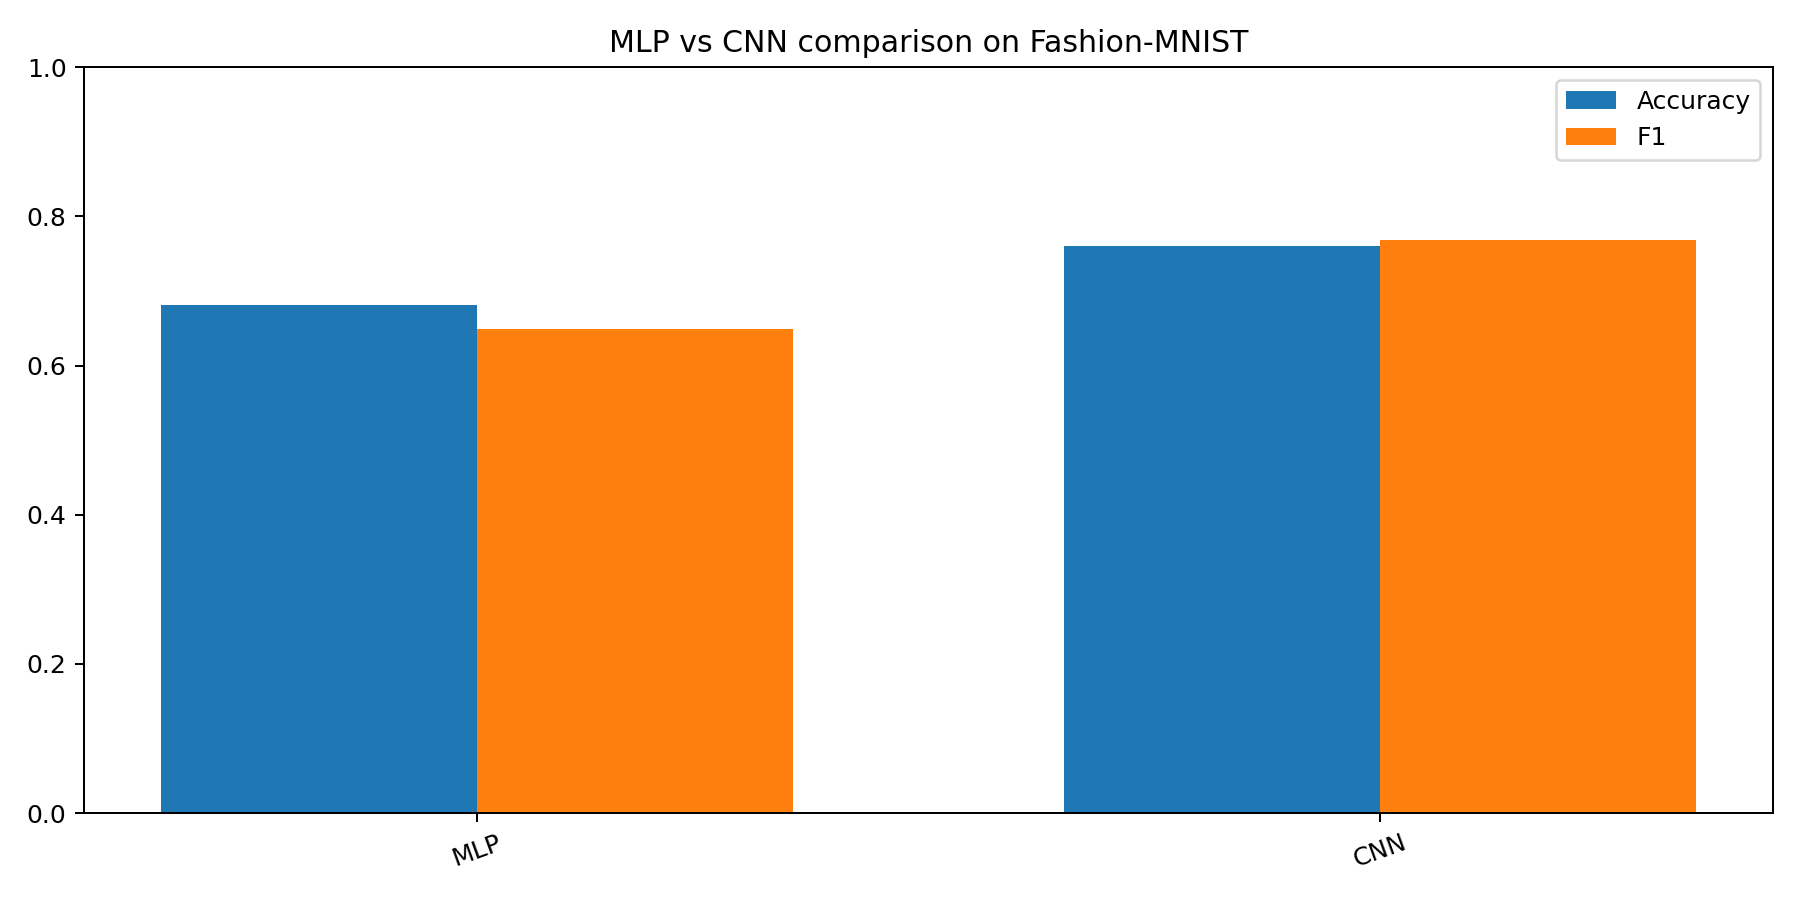 MLP vs CNN comparison on Fashion-MNIST
Accuracy
F1
1.0
0.8
0.6
0.4
0.2
0.0
MLP
CNN